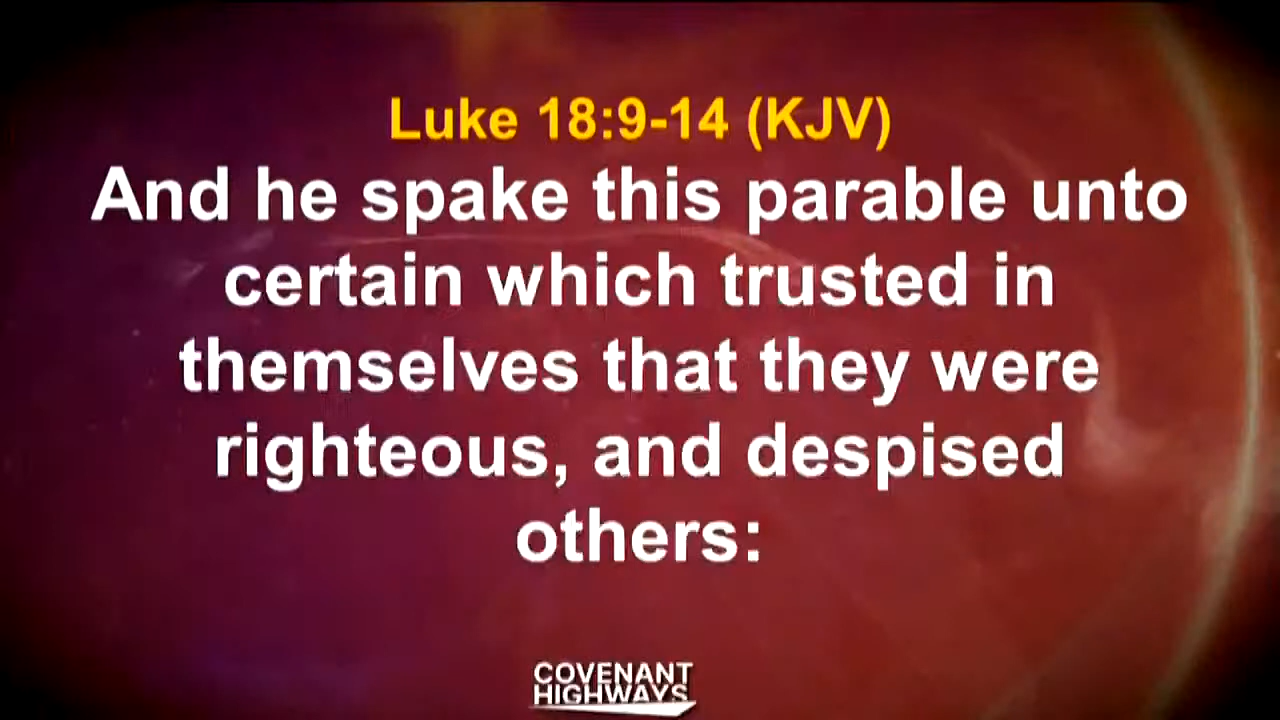 Luke 18:9-14 (KJV)
And he spake this parable unto
certain which trusted in
themselves that they were
righteous, and despised
others:
COVENANT
HIGHWAYS